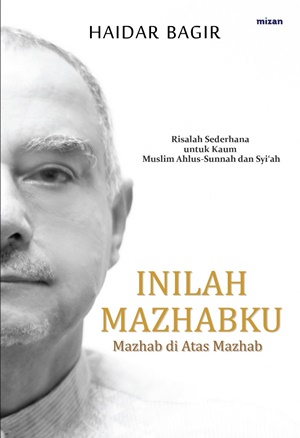 mizan
HAIDAR BAGIR
Risalah Sederhana
untuk Kaum
Muslim Ahlus-Sunnah dan Syi'ah
INILAH
MAZHABKU
Mazhab di Atas Mazhab